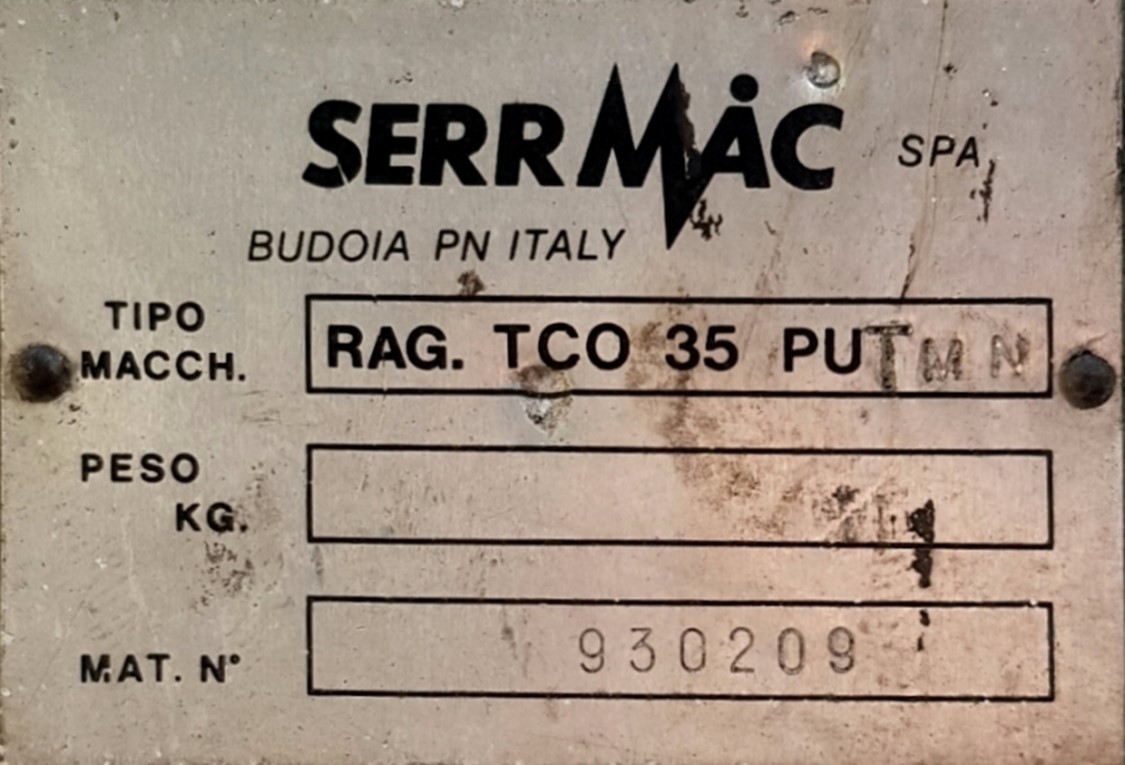 SERRMAC SPA
BUDOIA PN ITALY
TIPO
MACCH. RAG. TCO 35 PUTMN
PESO
KG.
MAT. N° 930209